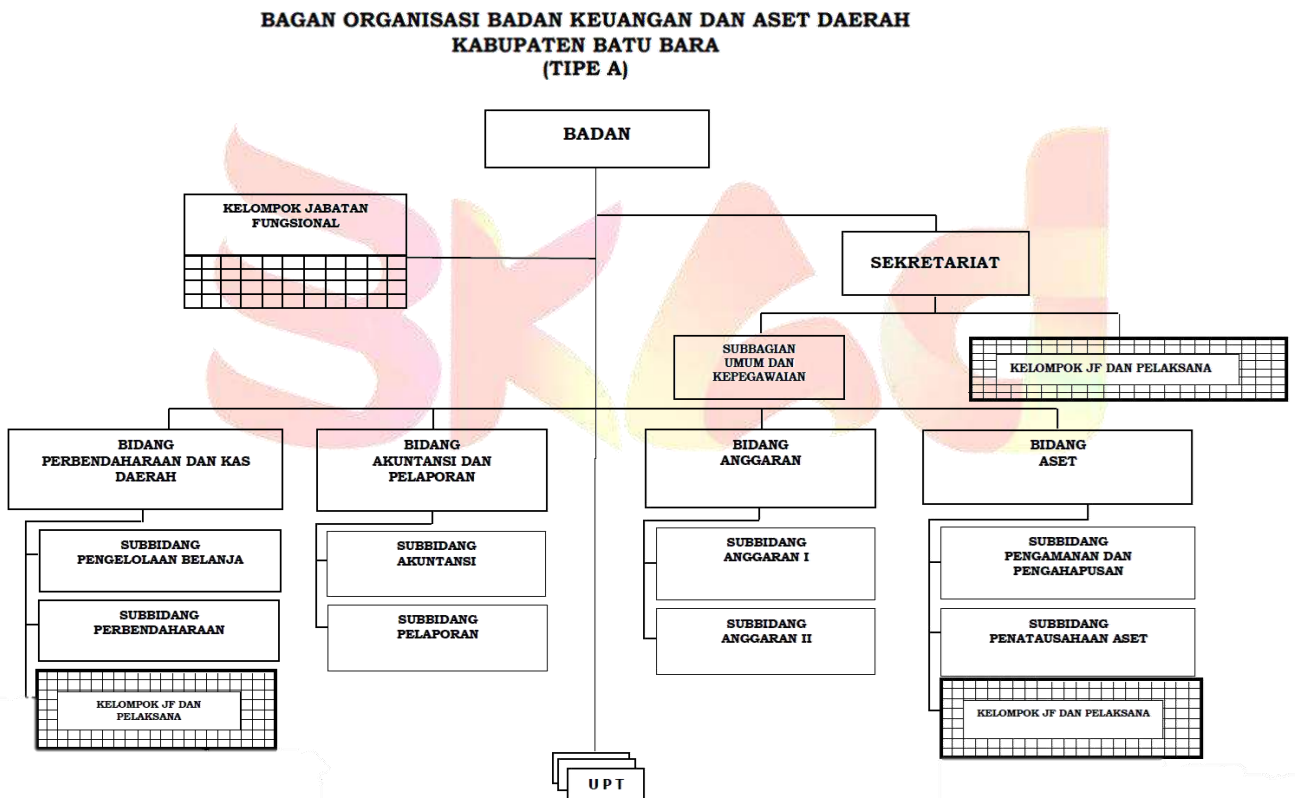 BAGAN ORGANISASI BADAN KEUANGAN DAN ASET DAERAH
KABUPATEN BATU BARA
(TIPE A)
BADAN
KELOMPOK JABATAN
FUNGSIONAL
SEKRETARIAT
SUBBAGIAN
UMUM DAN
KEPEGAWAIAN
KELOMPOK JF DAN PELAKSANA
BIDANG
PERBENDAHARAAN DAN KAS
DAERAH
BIDANG
AKUNTANSI DAN
PELAPORAN
BIDANG
ANGGARAN
BIDANG
ASET
SUBBIDANG
PENGELOLAAN BELANJA
SUBBIDANG
AKUNTANSI
SUBBIDANG
ANGGARAN I
SUBBIDANG
PENGAMANAN DAN
PENGAHAPUSAN
SUBBIDANG
PERBENDAHARAAN
SUBBIDANG
PELAPORAN
SUBBIDANG
ANGGARAN II
SUBBIDANG
PENATAUSAHAAN ASET
KELOMPOK JF DAN
PELAKSANA
KELOMPOK JF DAN PELAKSANA
UPT